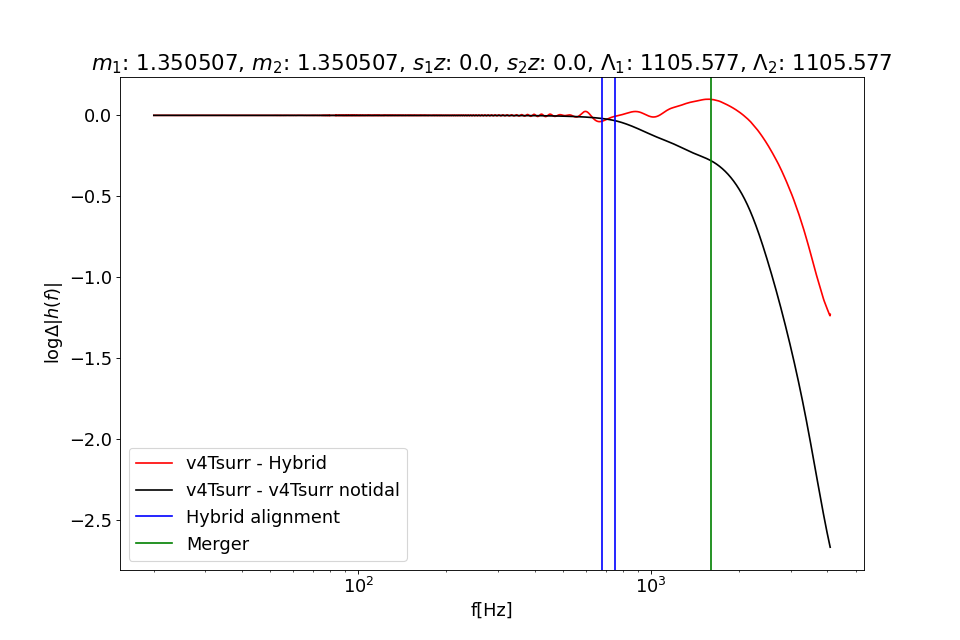 m₁: 1.350507, m₂: 1.350507, s₁z: 0.0, s₂z: 0.0, Λ₁: 1105.577, Λ₂: 1105.577
logΔ|h(f)|
0.0
−0.5
−1.0
−1.5
−2.0
−2.5
v4Tsurr - Hybrid
v4Tsurr - v4Tsurr notidal
Hybrid alignment
Merger
10² 10³
f[Hz]